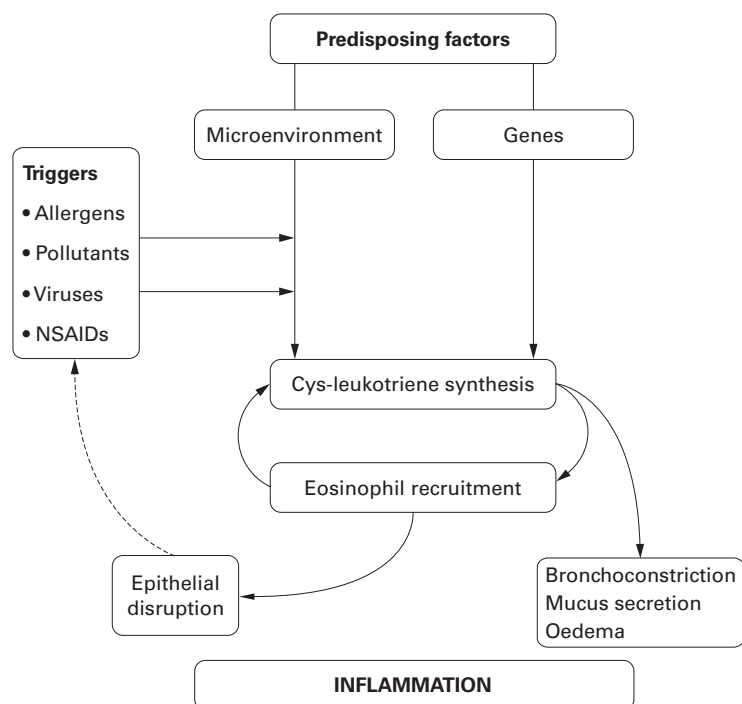 Predisposing factors
Microenvironment
Genes
Triggers
• Allergens
• Pollutants
• Viruses
• NSAIDs
Cys-leukotriene synthesis
Eosinophil recruitment
Epithelial
disruption
Bronchoconstriction
Mucus secretion
Oedema
INFLAMMATION